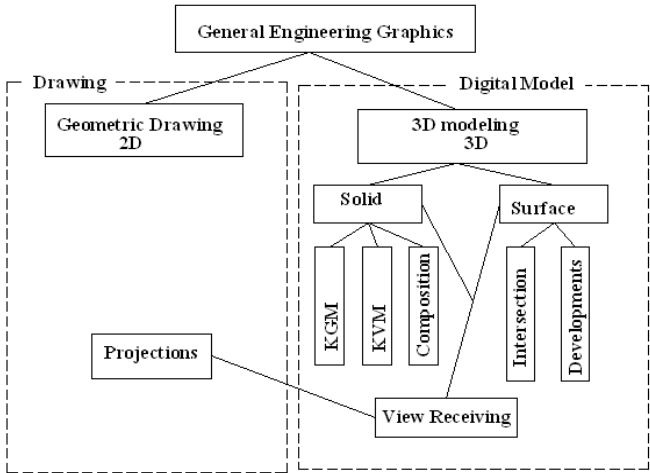 General Engineering Graphics
Drawing
Digital Model
Geometric Drawing
2D
3D modeling
3D
Solid
Surface
KGM
KVM
Composition
Intersection
Developments
Projections
View Receiving